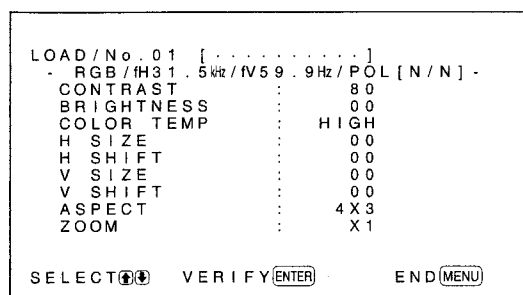 LOAD/No.01 [··········]
- RGB/fH31.5kHz/fV59.9Hz/POL[N/N]-
CONTRAST : 80
BRIGHTNESS : 00
COLOR TEMP : HIGH
H SIZE : 00
H SHIFT : 00
V SIZE : 00
V SHIFT : 00
ASPECT : 4X3
ZOOM : X1
SELECT⬆⬇ VERIFY ENTER END MENU